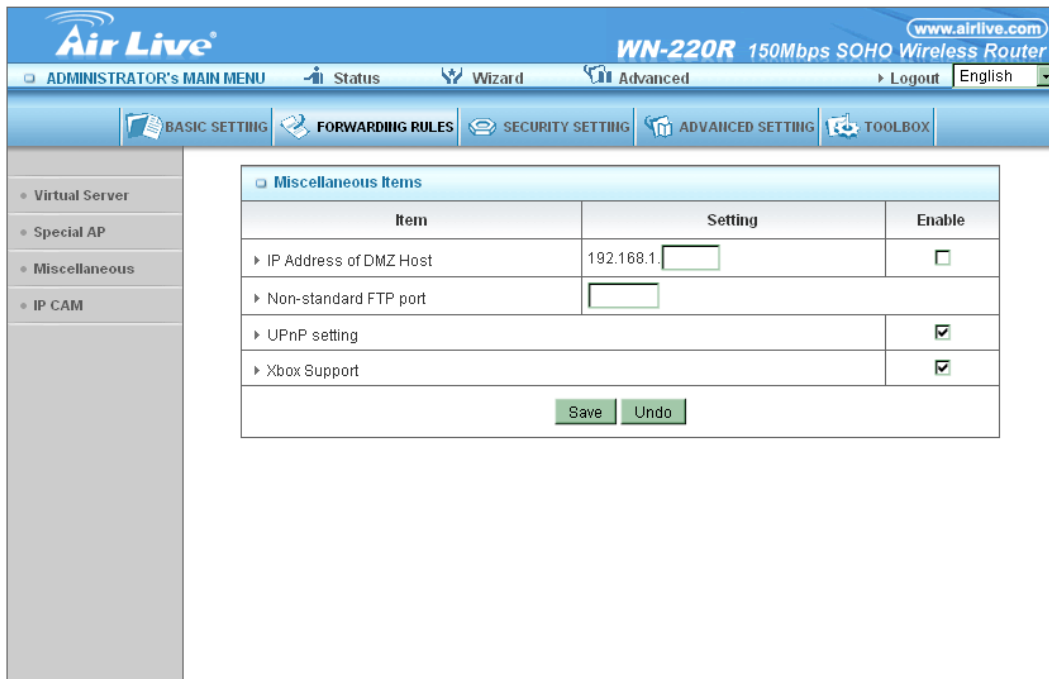 Air Live®
www.airlive.com
WN-220R 150Mbps SOHO Wireless Router
ADMINISTRATOR's MAIN MENU Status Wizard Advanced Logout English
BASIC SETTING FORWARDING RULES SECURITY SETTING ADVANCED SETTING TOOLBOX
Virtual Server
Special AP
Miscellaneous
IP CAM
Miscellaneous Items
Item Setting Enable
IP Address of DMZ Host 192.168.1.
Non-standard FTP port
UPnP setting
Xbox Support
Save Undo